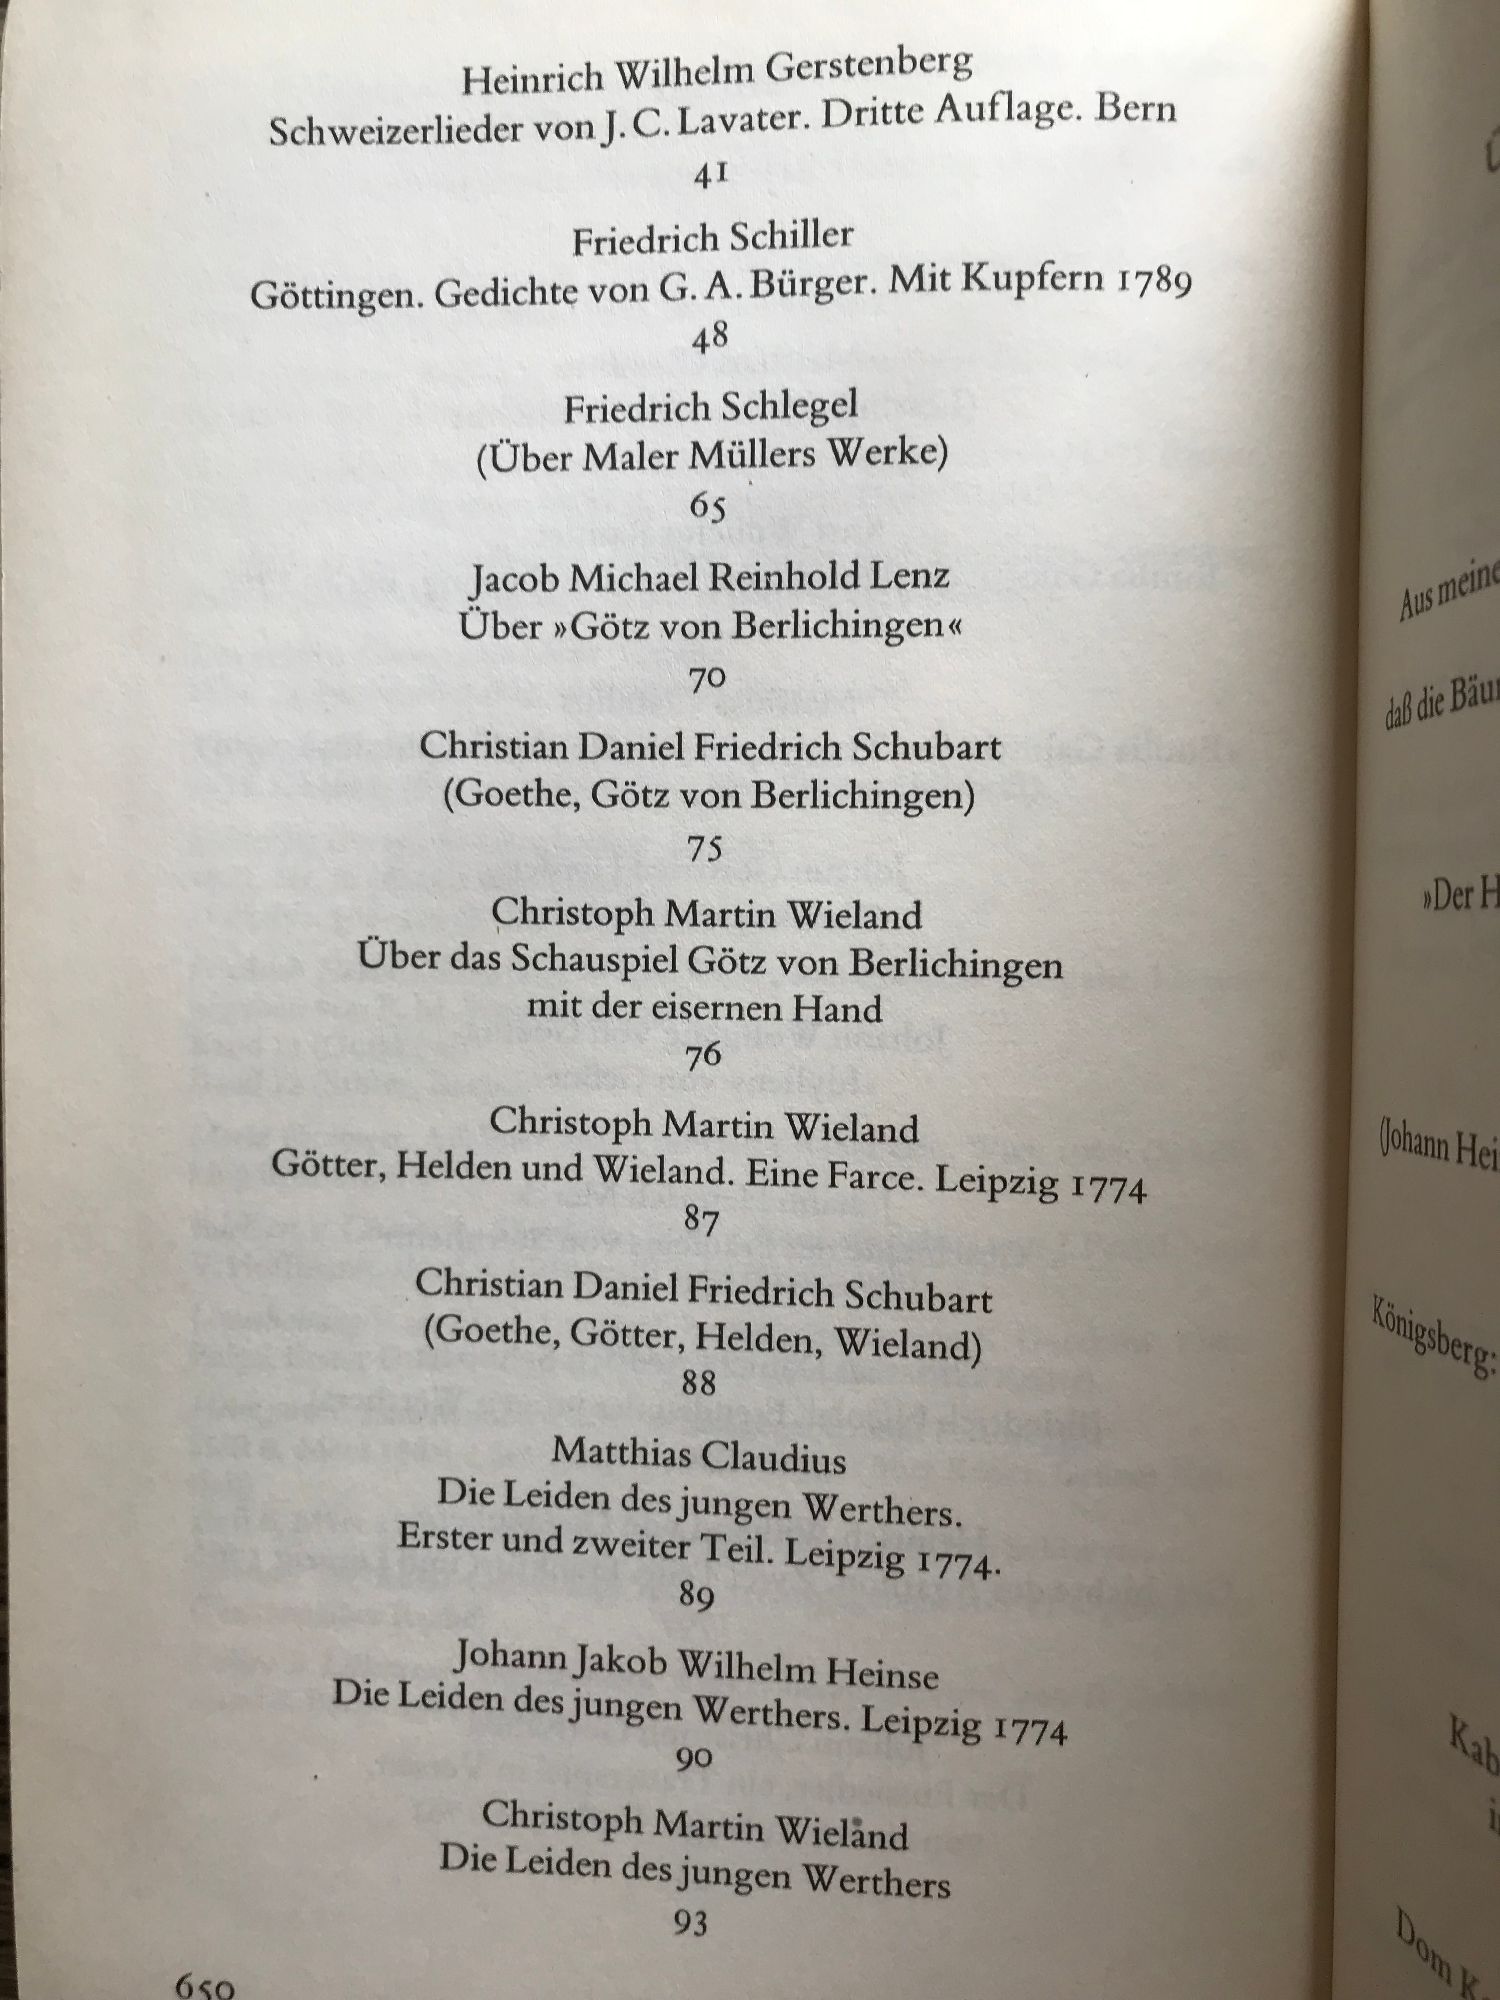 Heinrich Wilhelm Gerstenberg
Schweizerlieder von J. C. Lavater. Dritte Auflage. Bern
41
Friedrich Schiller
Göttingen. Gedichte von G. A. Bürger. Mit Kupfern 1789
48
Friedrich Schlegel
(Über Maler Müllers Werke)
65
Jacob Michael Reinhold Lenz
Über »Götz von Berlichingen«
70
Christian Daniel Friedrich Schubart
(Goethe, Götz von Berlichingen)
75
Christoph Martin Wieland
Über das Schauspiel Götz von Berlichingen
mit der eisernen Hand
76
Christoph Martin Wieland
Götter, Helden und Wieland. Eine Farce. Leipzig 1774
87
Christian Daniel Friedrich Schubart
(Goethe, Götter, Helden, Wieland)
88
Matthias Claudius
Die Leiden des jungen Werthers.
Erster und zweiter Teil. Leipzig 1774.
89
Johann Jakob Wilhelm Heinse
Die Leiden des jungen Werthers. Leipzig 1774
90
Christoph Martin Wieland
Die Leiden des jungen Werthers
93
650
Aus meine
daß die Bäu
»Der H
(Johann Hei
Königsberg:
Kab
Dom K